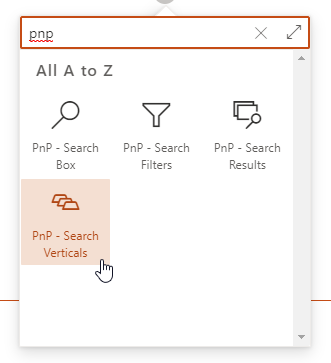 pnp
All A to Z
PnP - Search
Box
PnP - Search
Filters
PnP - Search
Results
PnP - Search
Verticals